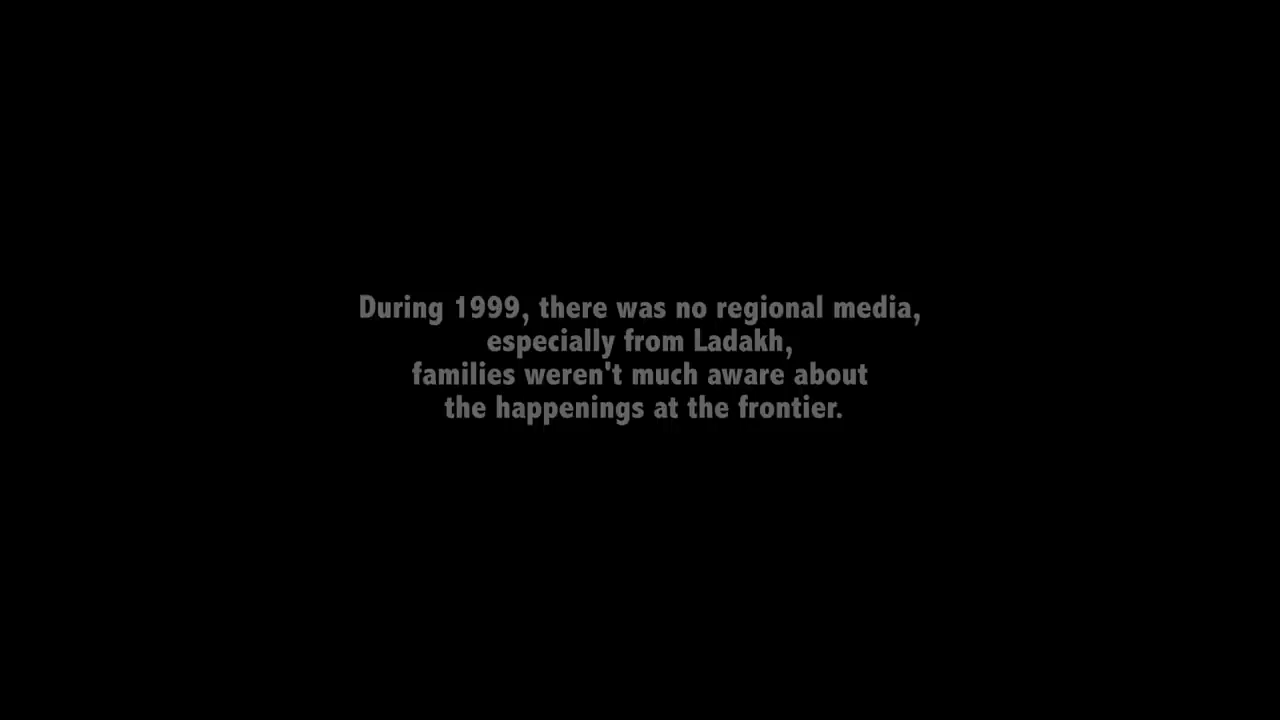 During 1999, there was no regional media,
especially from Ladakh,
families weren't much aware about
the happenings at the frontier.